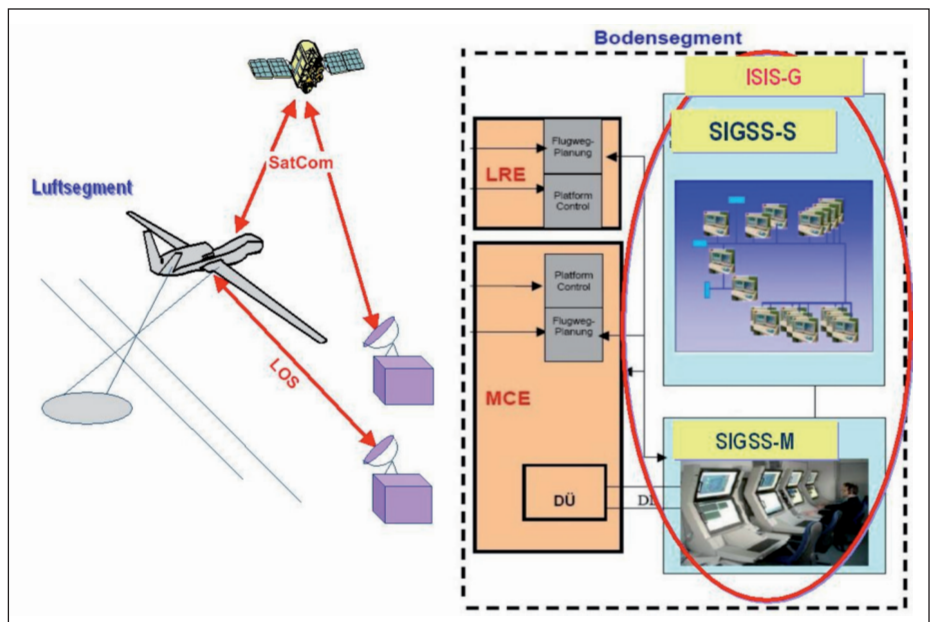 Luftsegment
SatCom
LOS
Bodensegment
ISIS-G
SIGSS-S
LRE
Flugweg-
Planung
Platform
Control
MCE
Platform
Control
Flugweg-
Planung
DÜ
SIGSS-M